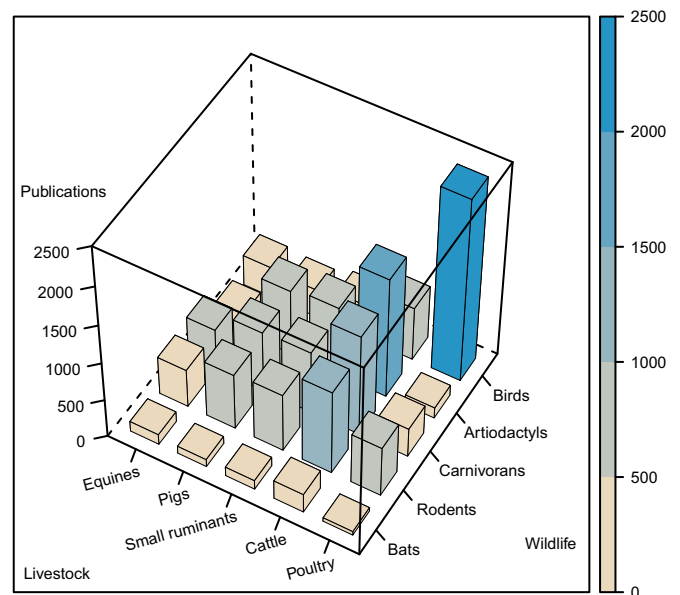 Publications
2500
2000
1500
1000
500
0
Equines
Pigs
Small ruminants
Cattle
Poultry
Livestock
Birds
Artiodactyls
Carnivorans
Rodents
Bats
Wildlife
2500
2000
1500
1000
500
0